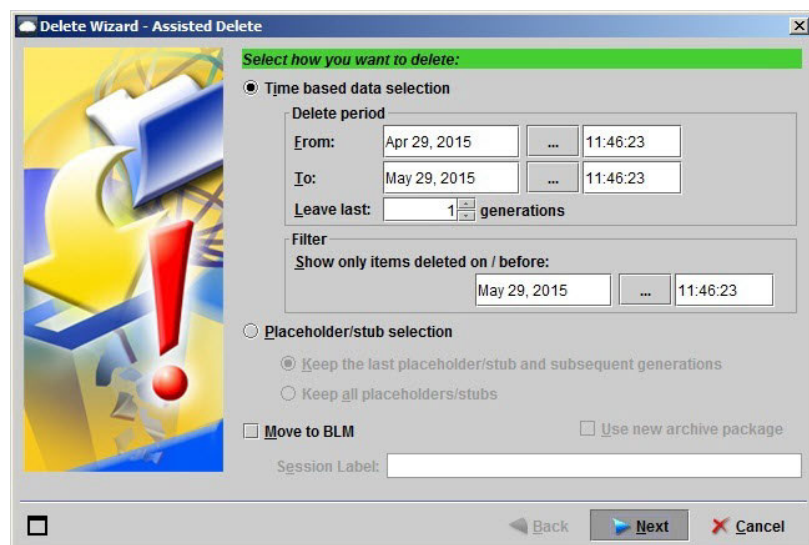 Delete Wizard - Assisted Delete
Select how you want to delete:
Time based data selection
Delete period
From: Apr 29, 2015 ... 11:46:23
To: May 29, 2015 ... 11:46:23
Leave last: 1 generations
Filter
Show only items deleted on / before:
May 29, 2015 ... 11:46:23
Placeholder/stub selection
Keep the last placeholder/stub and subsequent generations
Keep all placeholders/stubs
Move to BLM Use new archive package
Session Label:
Back Next Cancel